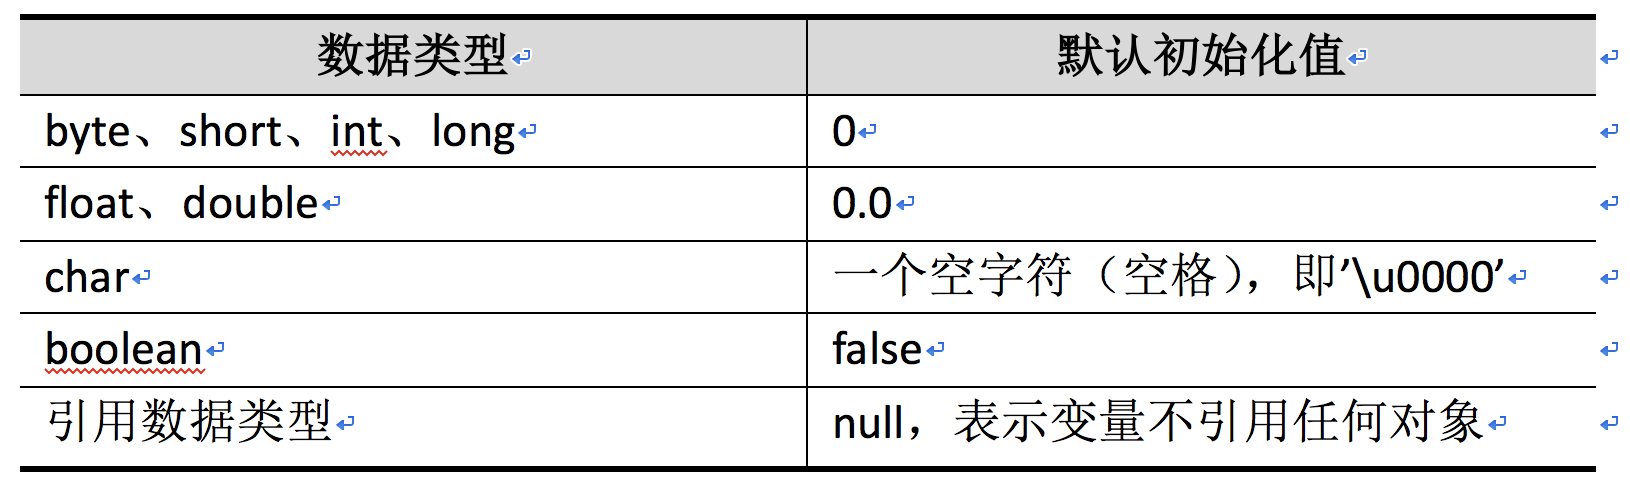 数据类型 默认初始化值
byte、short、int、long 0
float、double 0.0
char 一个空字符（空格），即’\u0000’
boolean false
引用数据类型 null，表示变量不引用任何对象